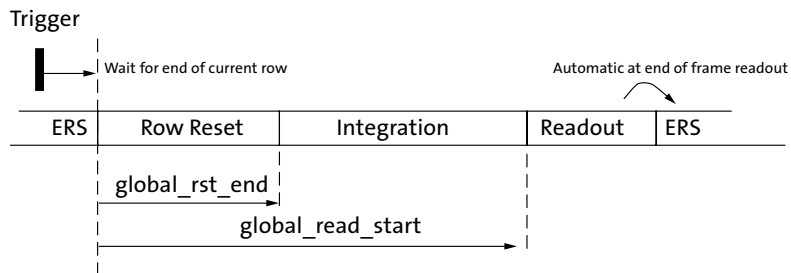 Trigger
Wait for end of current row
Automatic at end of frame readout
ERS Row Reset Integration Readout ERS
global_rst_end
global_read_start